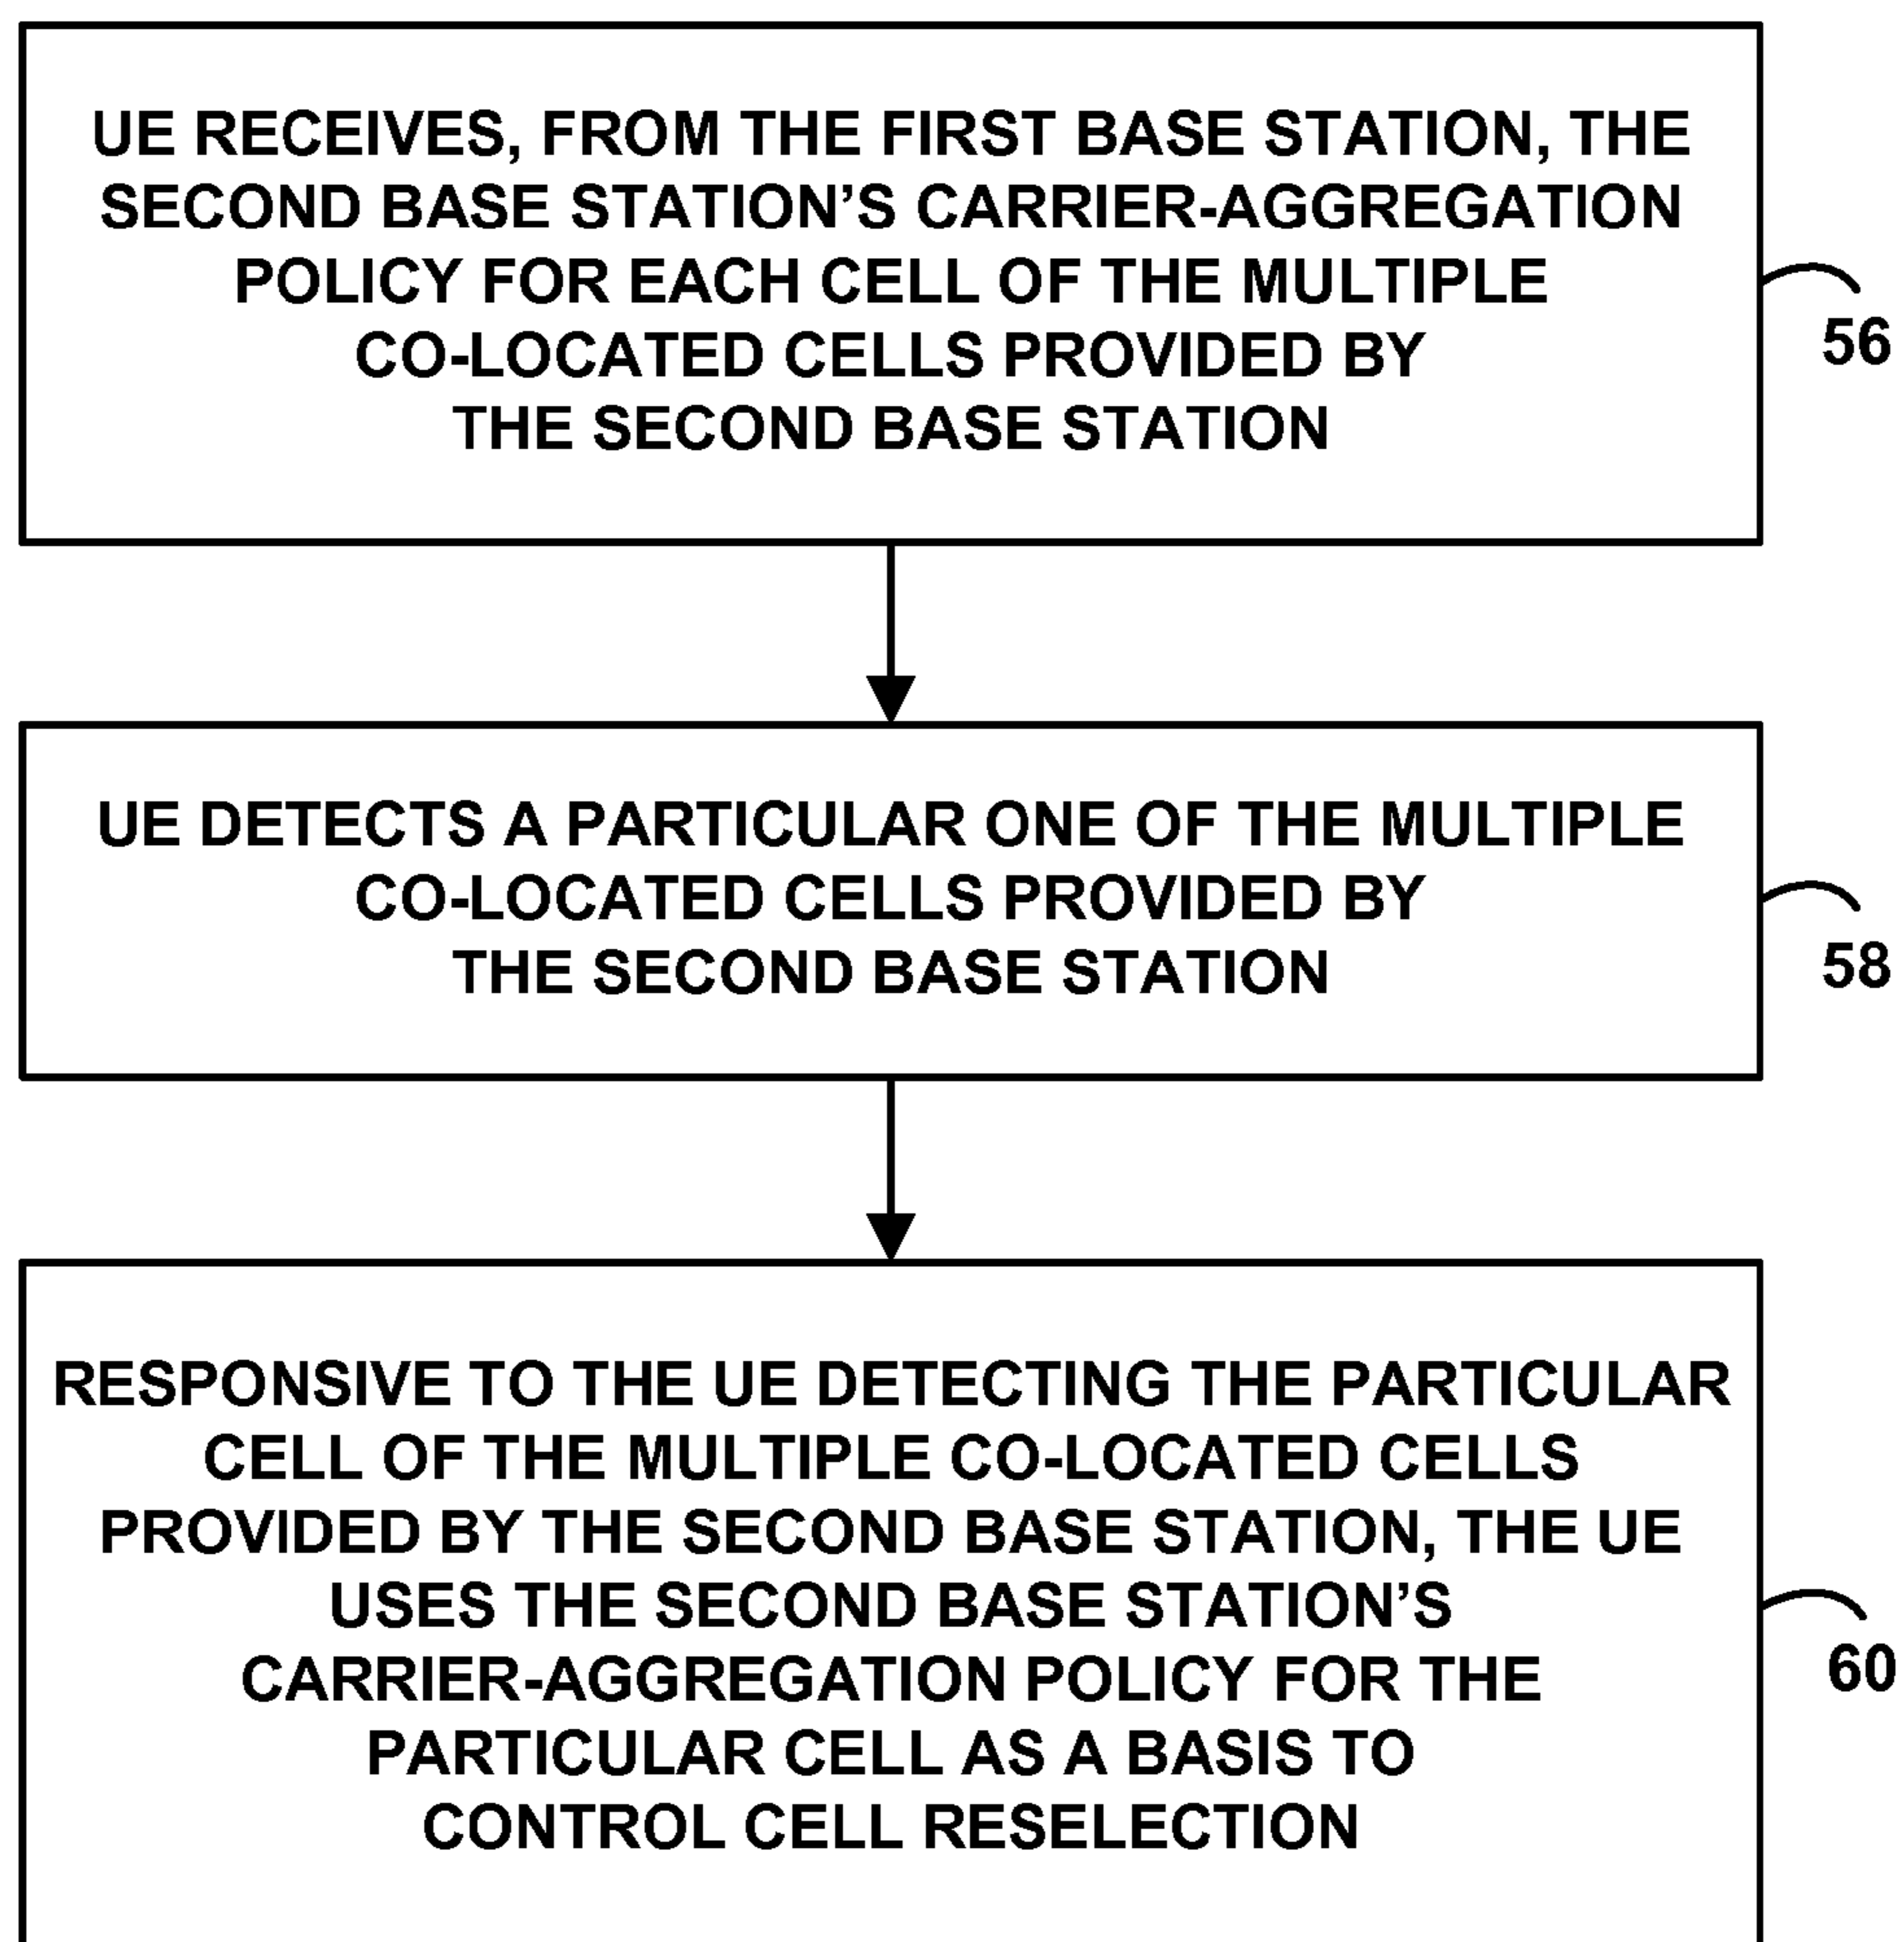 UE RECEIVES, FROM THE FIRST BASE STATION, THE
SECOND BASE STATION’S CARRIER-AGGREGATION
POLICY FOR EACH CELL OF THE MULTIPLE
CO-LOCATED CELLS PROVIDED BY
THE SECOND BASE STATION
56
UE DETECTS A PARTICULAR ONE OF THE MULTIPLE
CO-LOCATED CELLS PROVIDED BY
THE SECOND BASE STATION
58
RESPONSIVE TO THE UE DETECTING THE PARTICULAR
CELL OF THE MULTIPLE CO-LOCATED CELLS
PROVIDED BY THE SECOND BASE STATION, THE UE
USES THE SECOND BASE STATION’S
CARRIER-AGGREGATION POLICY FOR THE
PARTICULAR CELL AS A BASIS TO
CONTROL CELL RESELECTION
60